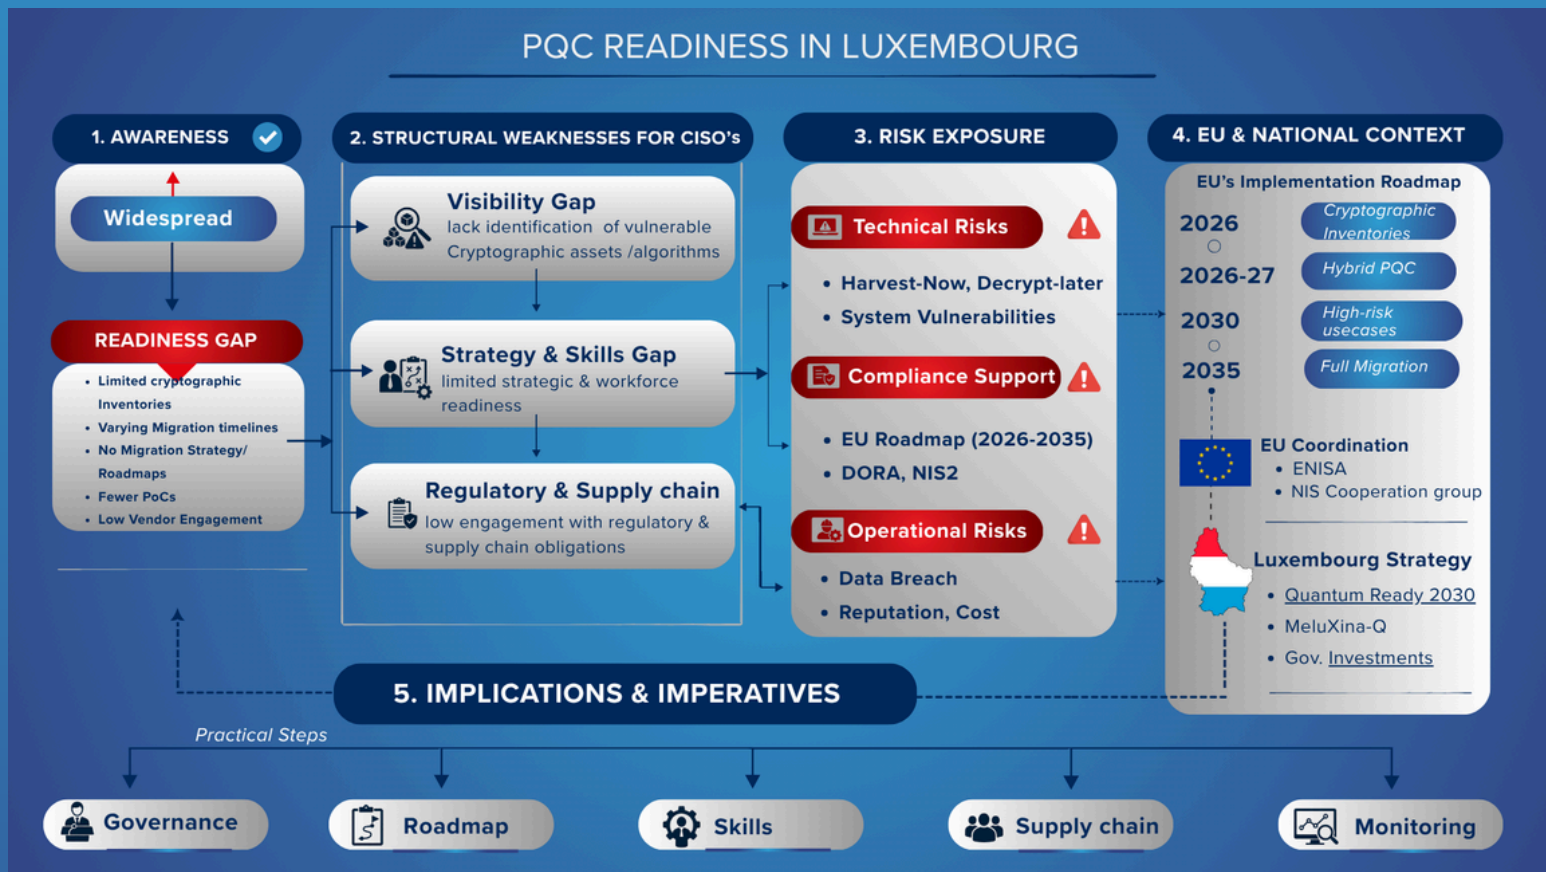 PQC READINESS IN LUXEMBOURG
1. AWARENESS
Widespread
READINESS GAP
• Limited cryptographic
Inventories
• Varying Migration timelines
• No Migration Strategy/
Roadmaps
• Fewer PoCs
• Low Vendor Engagement
2. STRUCTURAL WEAKNESSES FOR CISO's
Visibility Gap
lack identification of vulnerable
Cryptographic assets /algorithms
Strategy & Skills Gap
limited strategic & workforce
readiness
Regulatory & Supply chain
low engagement with regulatory &
supply chain obligations
3. RISK EXPOSURE
Technical Risks
• Harvest-Now, Decrypt-later
• System Vulnerabilities
Compliance Support
• EU Roadmap (2026-2035)
• DORA, NIS2
Operational Risks
• Data Breach
• Reputation, Cost
4. EU & NATIONAL CONTEXT
EU's Implementation Roadmap
2026
Cryptographic
Inventories
2026-27
Hybrid PQC
2030
High-risk
usecases
2035
Full Migration
EU Coordination
• ENISA
• NIS Cooperation group
Luxembourg Strategy
• Quantum Ready 2030
• MeluXina-Q
• Gov. Investments
5. IMPLICATIONS & IMPERATIVES
Practical Steps
Governance
Roadmap
Skills
Supply chain
Monitoring